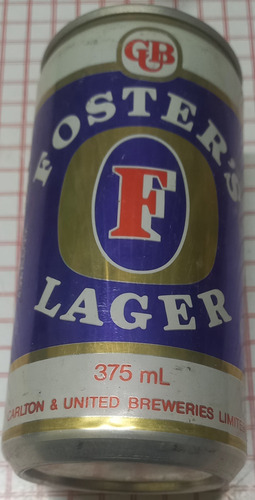 CUB
FOSTER'S
F
LAGER
375 mL
CARLTON & UNITED BREWERIES LIMITED